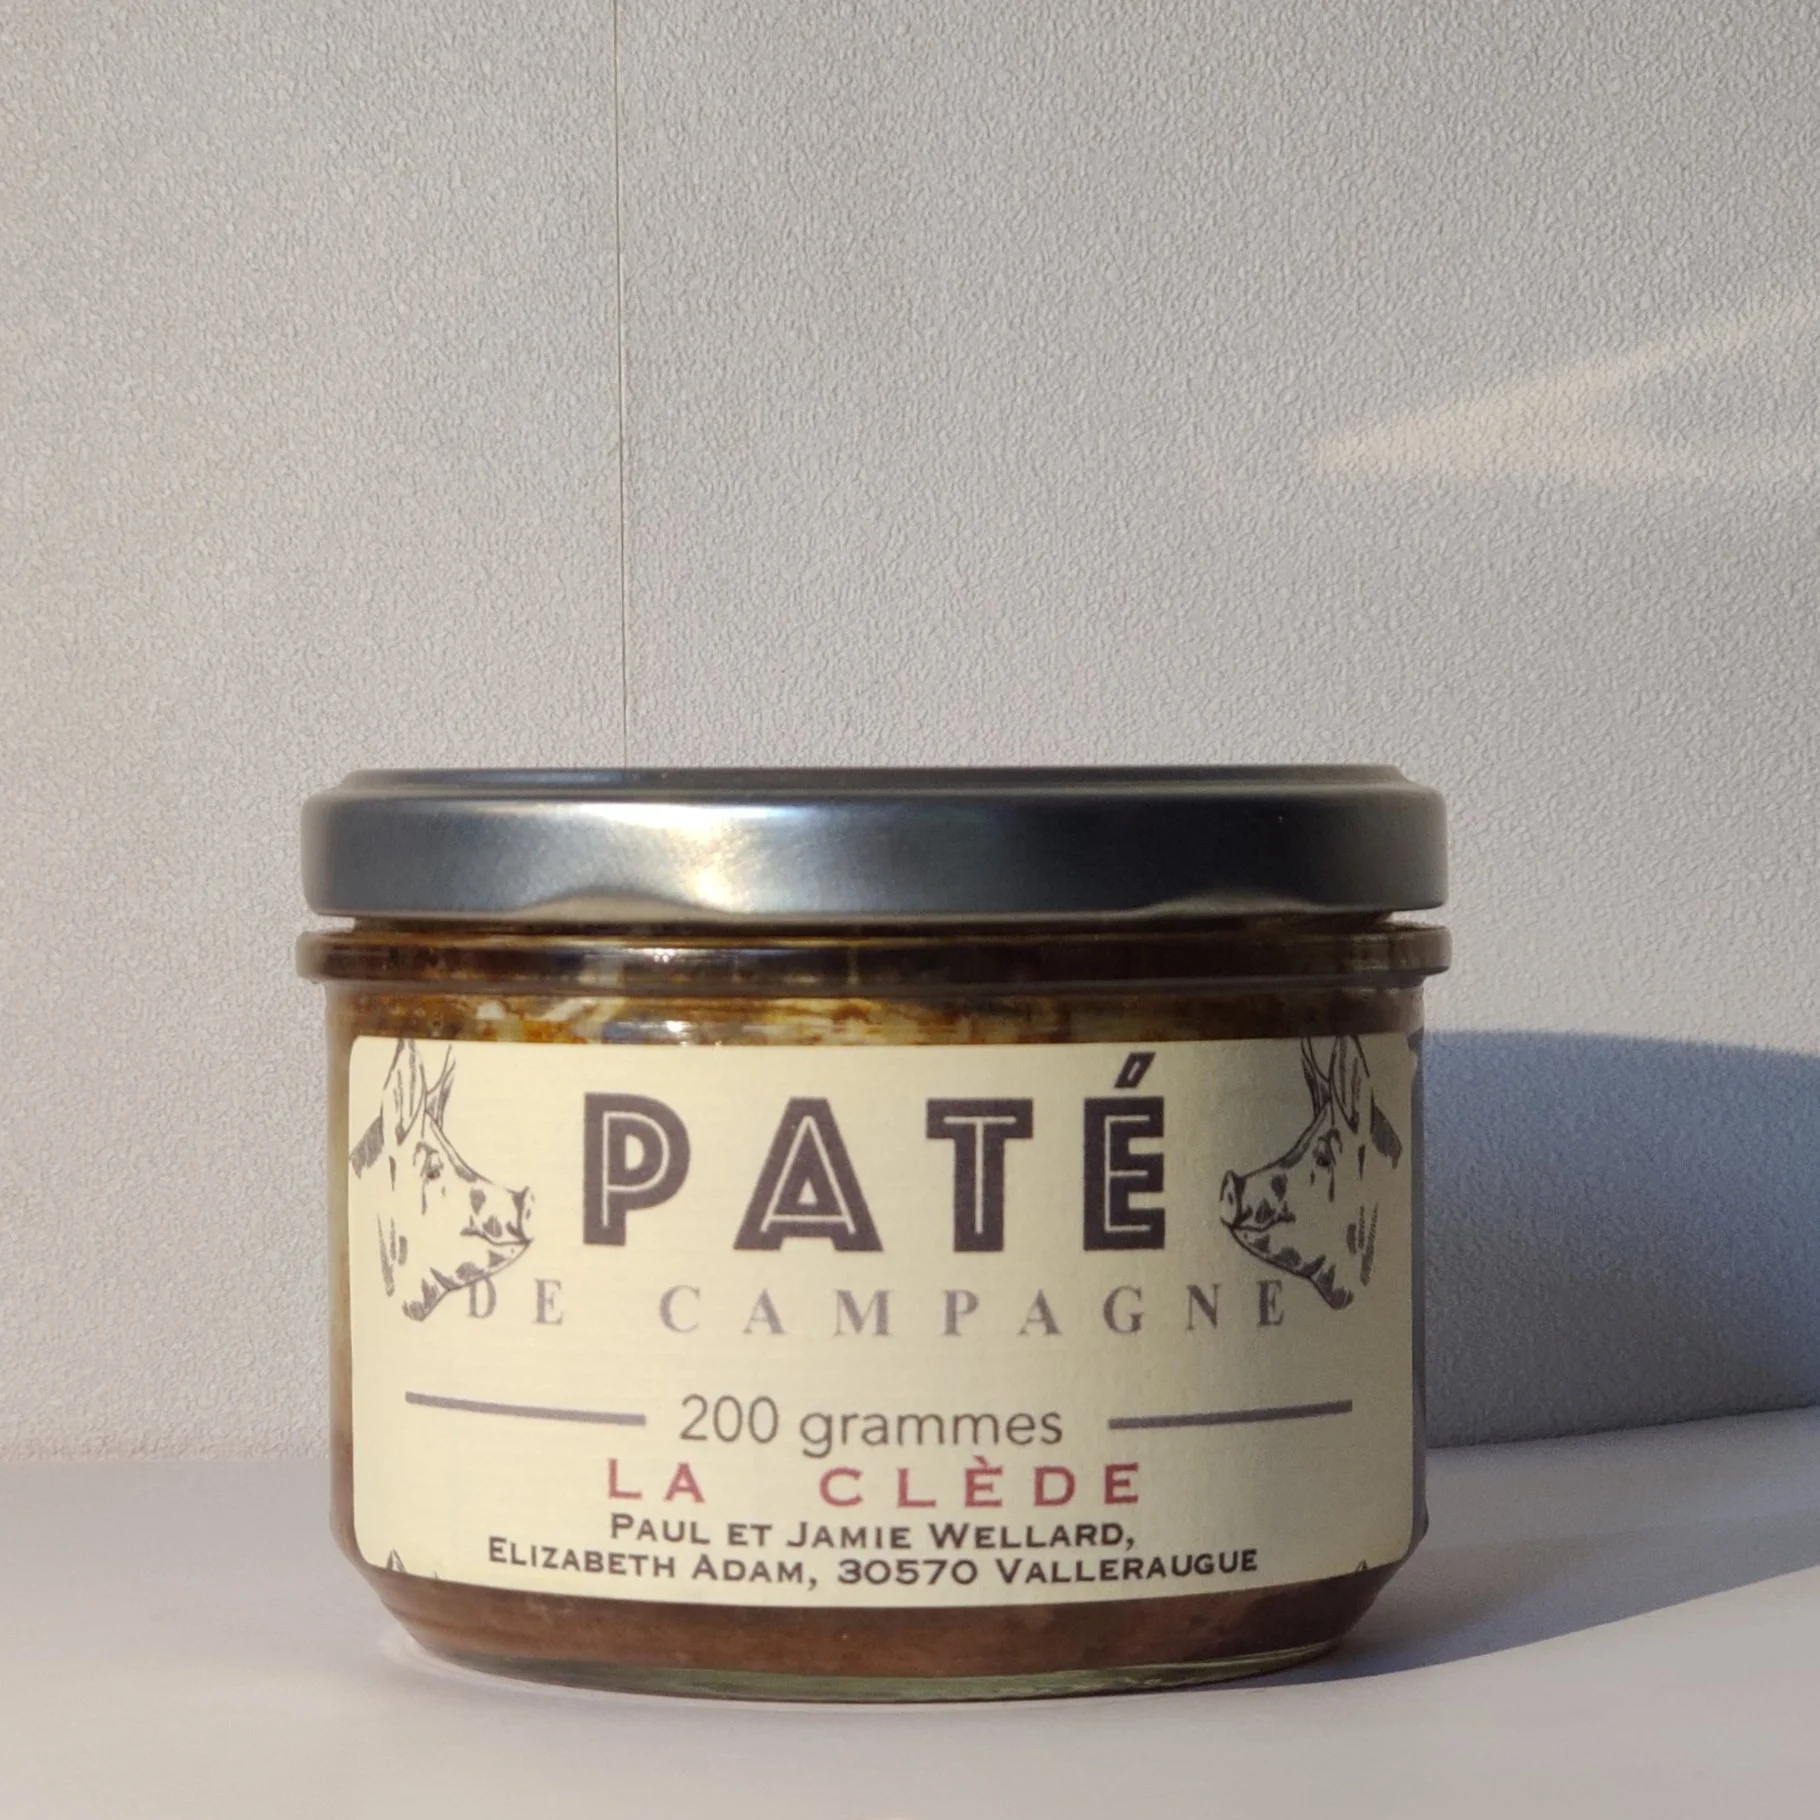 PATÉ
DE CAMPAGNE
200 grammes
LA CLÈDE
PAUL ET JAMIE WELLARD,
ELIZABETH ADAM, 30570 VALLERAUGUE